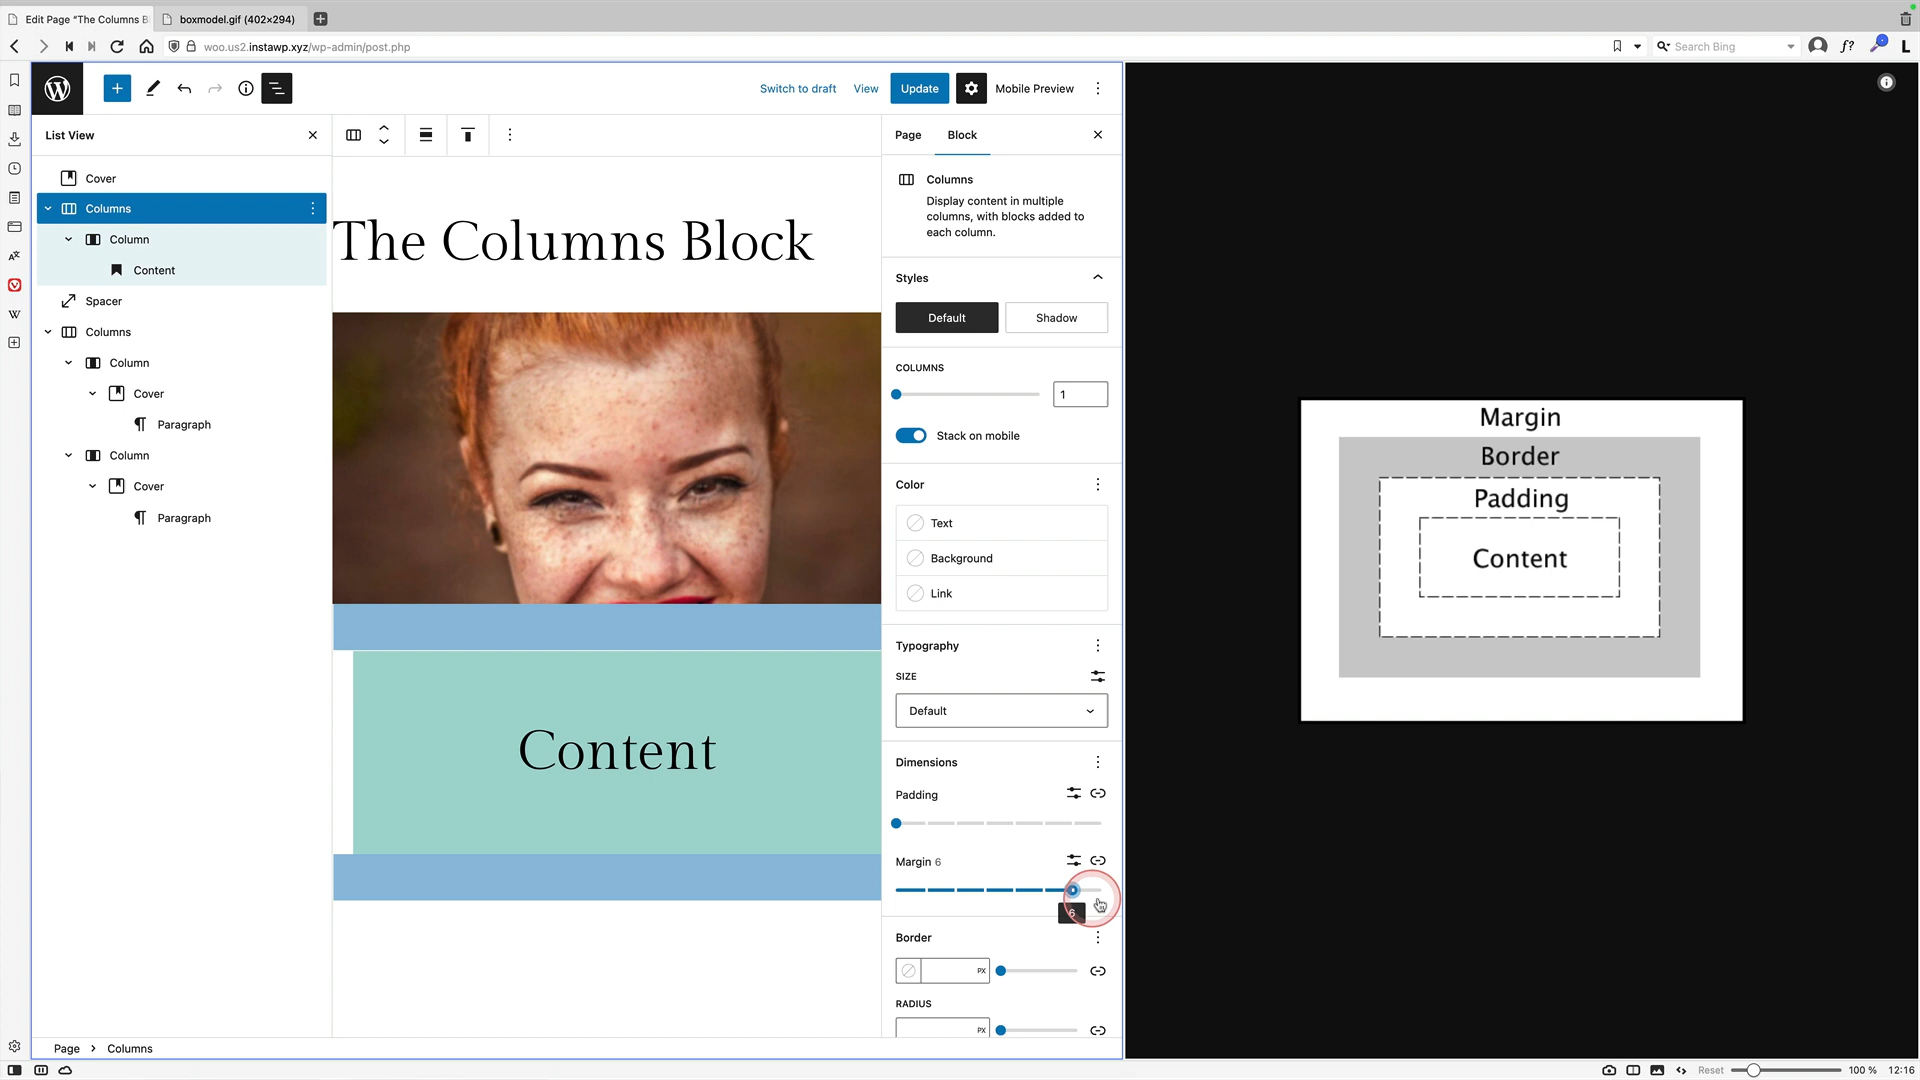 Edit Page “The Columns B
boxmodel.gif (402×294)
woo.us2.instawp.xyz/wp-admin/post.php
Search Bing
Switch to draft
View
Update
Mobile Preview
List View
Cover
Columns
Column
Content
Spacer
Columns
Column
Cover
Paragraph
Column
Cover
Paragraph
The Columns Block
Content
Page
Block
Columns
Display content in multiple
columns, with blocks added to
each column.
Styles
Default
Shadow
COLUMNS
1
Stack on mobile
Color
Text
Background
Link
Typography
SIZE
Default
Dimensions
Padding
Margin 6
6
Border
PX
RADIUS
PX
Margin
Border
Padding
Content
Page
Columns
Reset
100 %
12:16